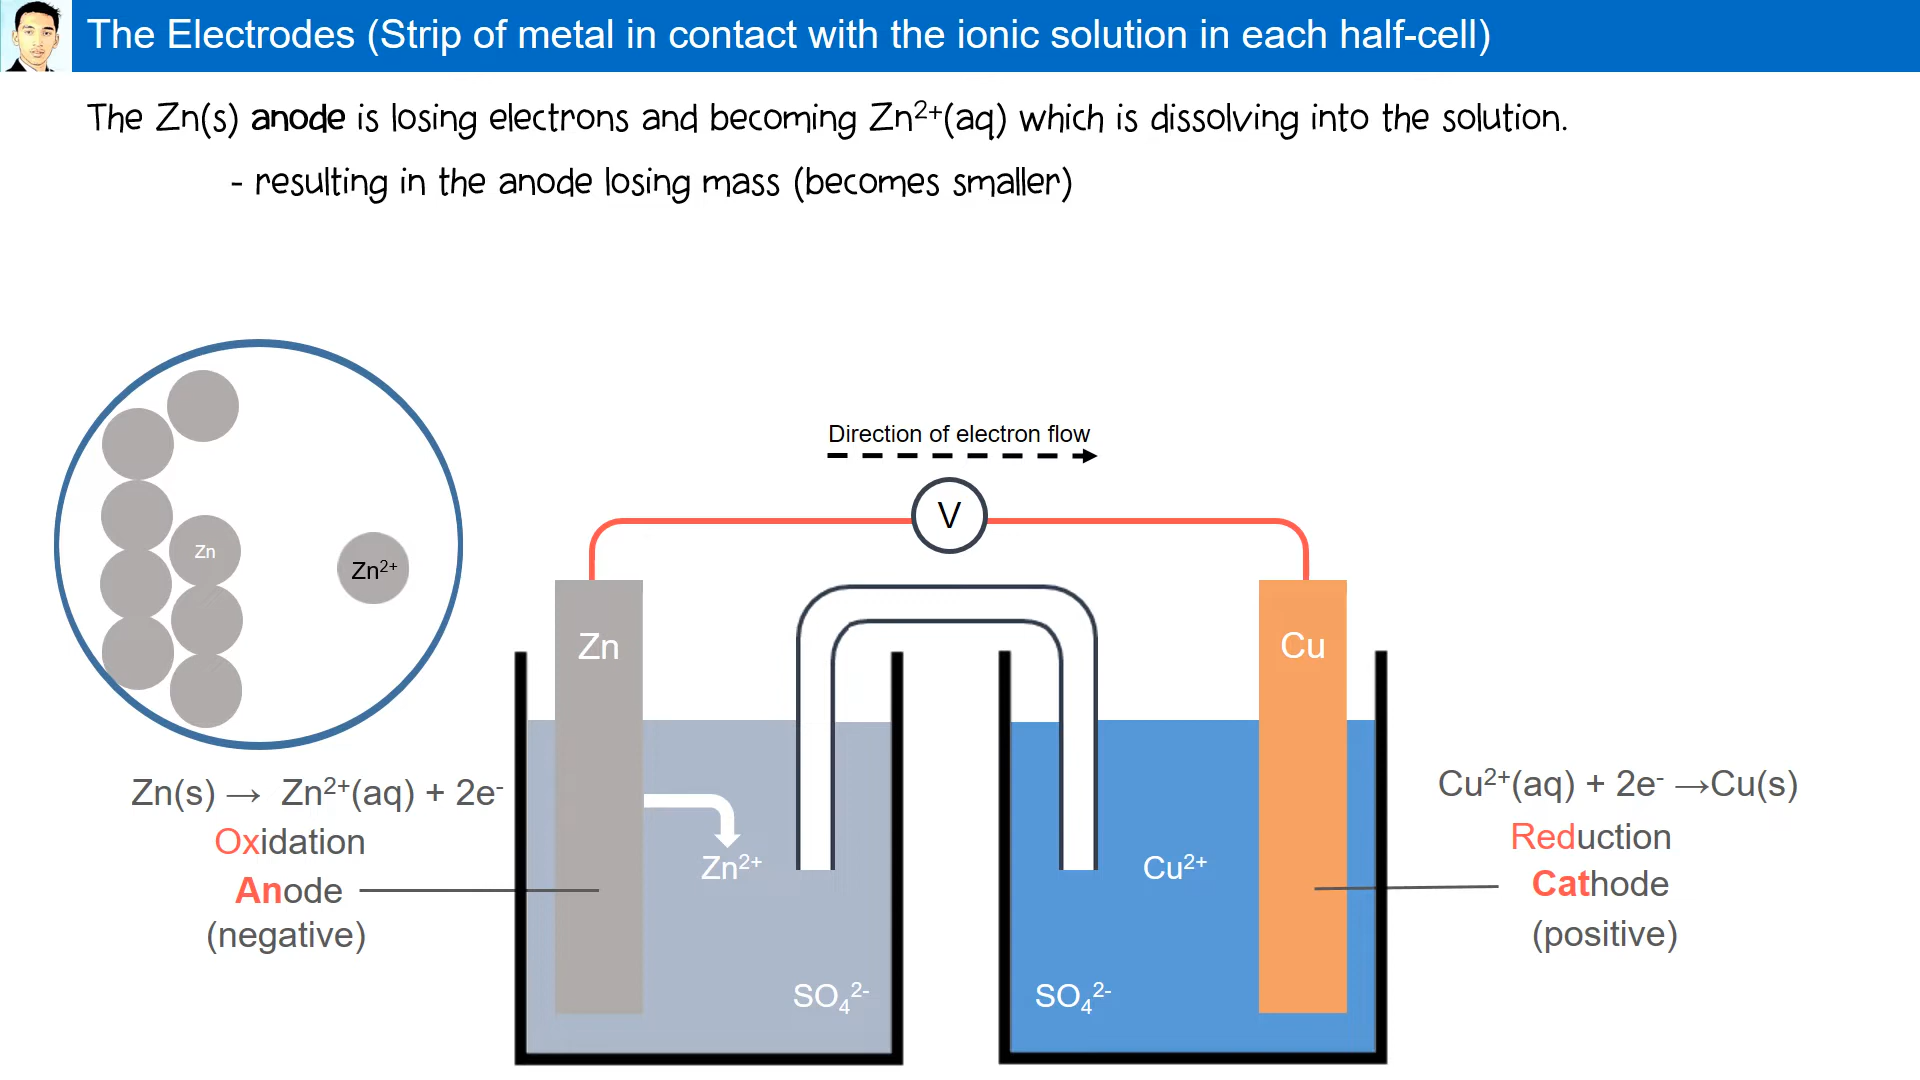 The Electrodes (Strip of metal in contact with the ionic solution in each half-cell)
The Zn(s) anode is losing electrons and becoming Zn²⁺(aq) which is dissolving into the solution.
- resulting in the anode losing mass (becomes smaller)
Direction of electron flow
V
Zn
Zn²⁺
Zn
Cu
Zn(s) → Zn²⁺(aq) + 2e⁻
Oxidation
Anode
(negative)
Zn²⁺
SO₄²⁻
Cu²⁺
SO₄²⁻
Cu²⁺(aq) + 2e⁻ →Cu(s)
Reduction
Cathode
(positive)